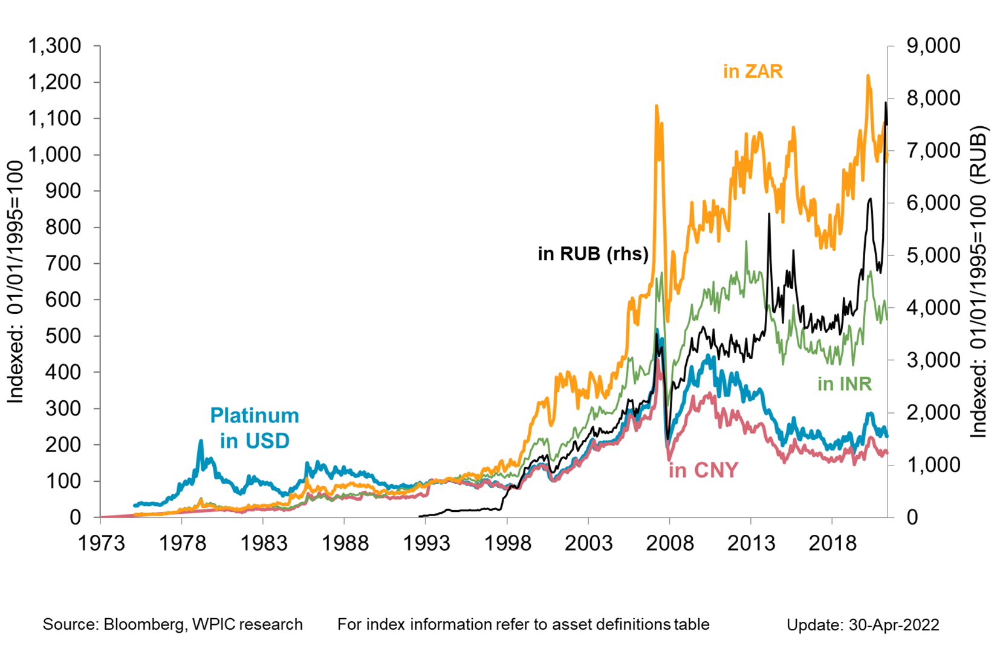 1,300
1,200
1,100
1,000
900
800
700
600
500
400
300
200
100
0
Indexed: 01/01/1995=100
9,000
8,000
7,000
6,000
5,000
4,000
3,000
2,000
1,000
0
Indexed: 01/01/1995=100 (RUB)
in ZAR
in RUB (rhs)
in INR
Platinum
in USD
in CNY
1973 1978 1983 1988 1993 1998 2003 2008 2013 2018
Source: Bloomberg, WPIC research For index information refer to asset definitions table Update: 30-Apr-2022